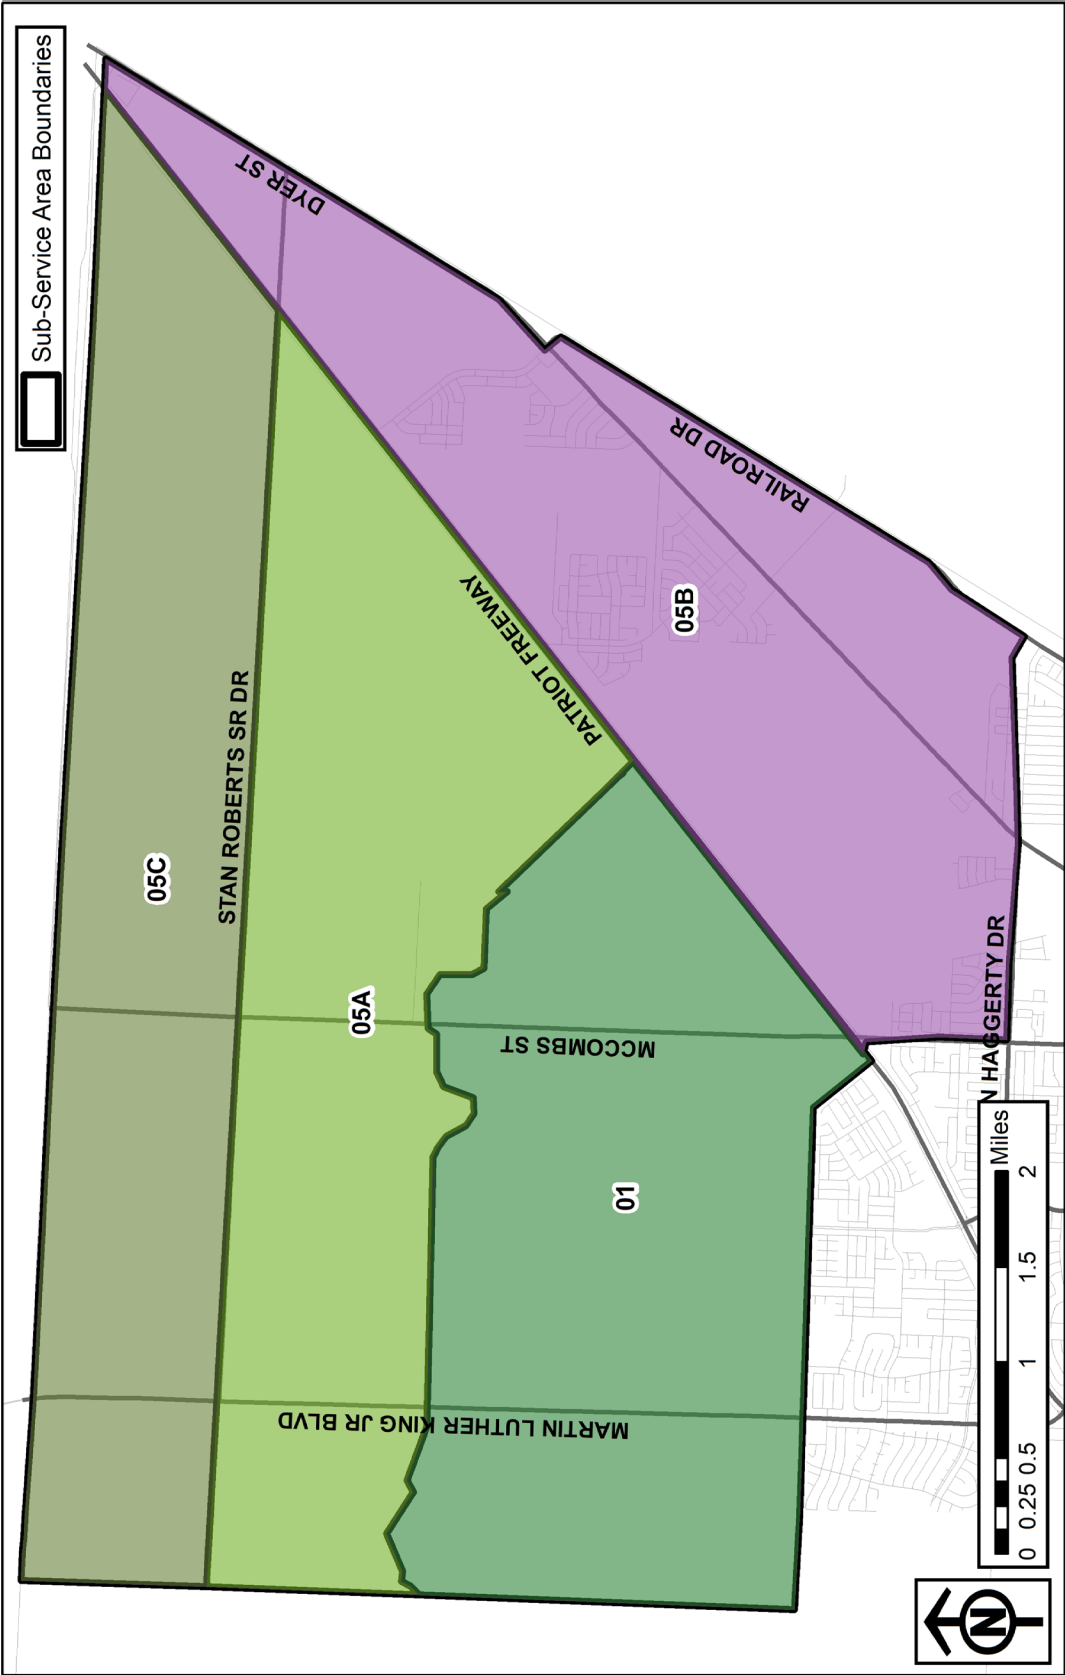 Sub-Service Area Boundaries
DYER ST
05C
STAN ROBERTS SR DR
RAILROAD DR
PATRIOT FREEWAY
05B
05A
MCCOMBS ST
01
MARTIN LUTHER KING JR BLVD
N HAGGERTY DR
Miles
0 0.25 0.5 1 1.5 2
N